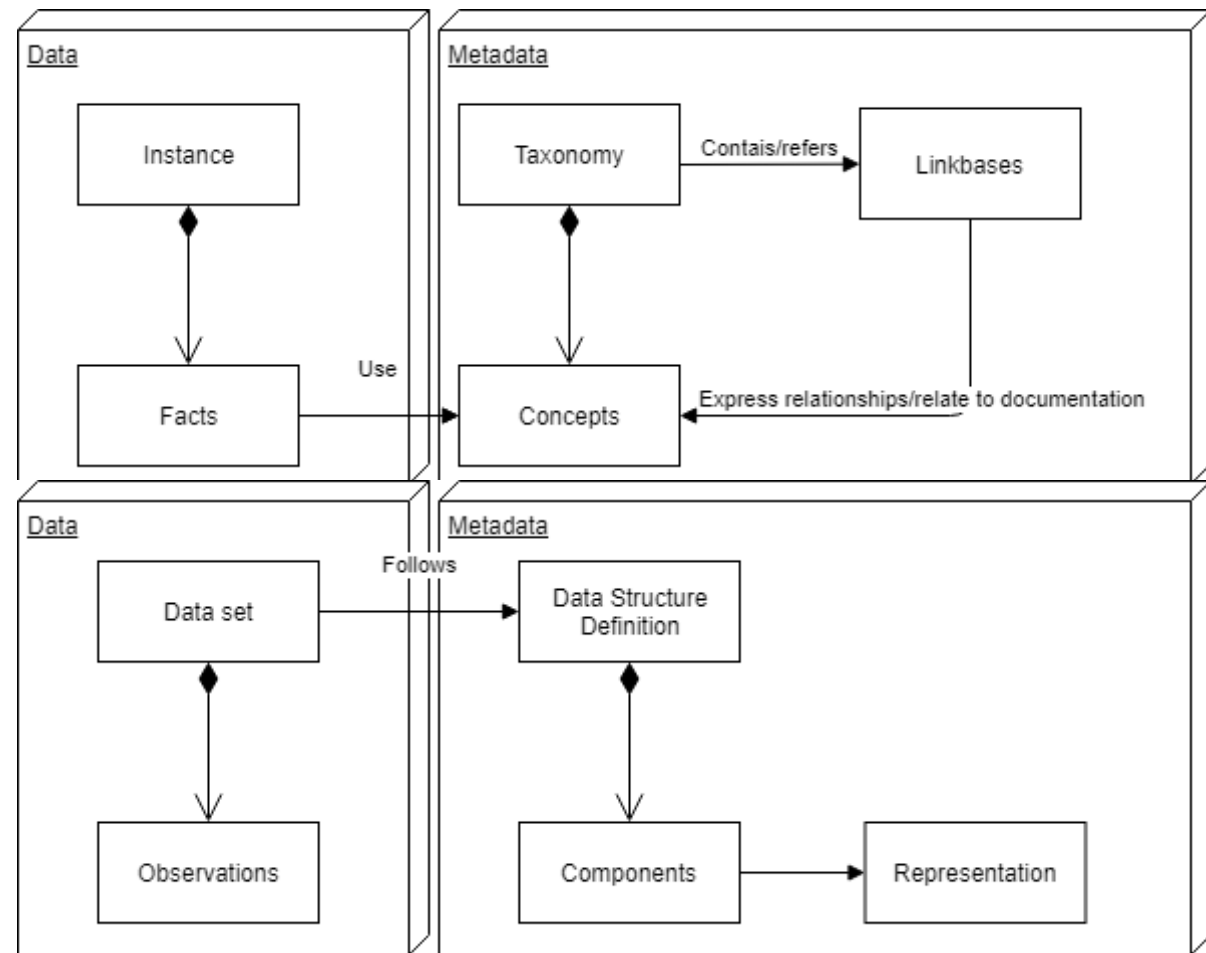 Data
Metadata
Instance
Taxonomy
Contais/refers
Linkbases
Use
Facts
Concepts
Express relationships/relate to documentation
Data
Metadata
Follows
Data set
Data Structure
Definition
Observations
Components
Representation